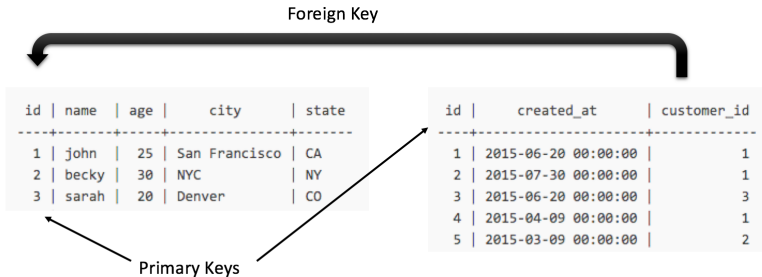 Foreign Key
id | name | age | city | state
----+-------+-----+---------------+-------
1 | john | 25 | San Francisco | CA
2 | becky | 30 | NYC | NY
3 | sarah | 20 | Denver | CO
id | created_at | customer_id
----+---------------------+-------------
1 | 2015-06-20 00:00:00 | 1
2 | 2015-07-30 00:00:00 | 1
3 | 2015-06-20 00:00:00 | 3
4 | 2015-04-09 00:00:00 | 1
5 | 2015-03-09 00:00:00 | 2
Primary Keys